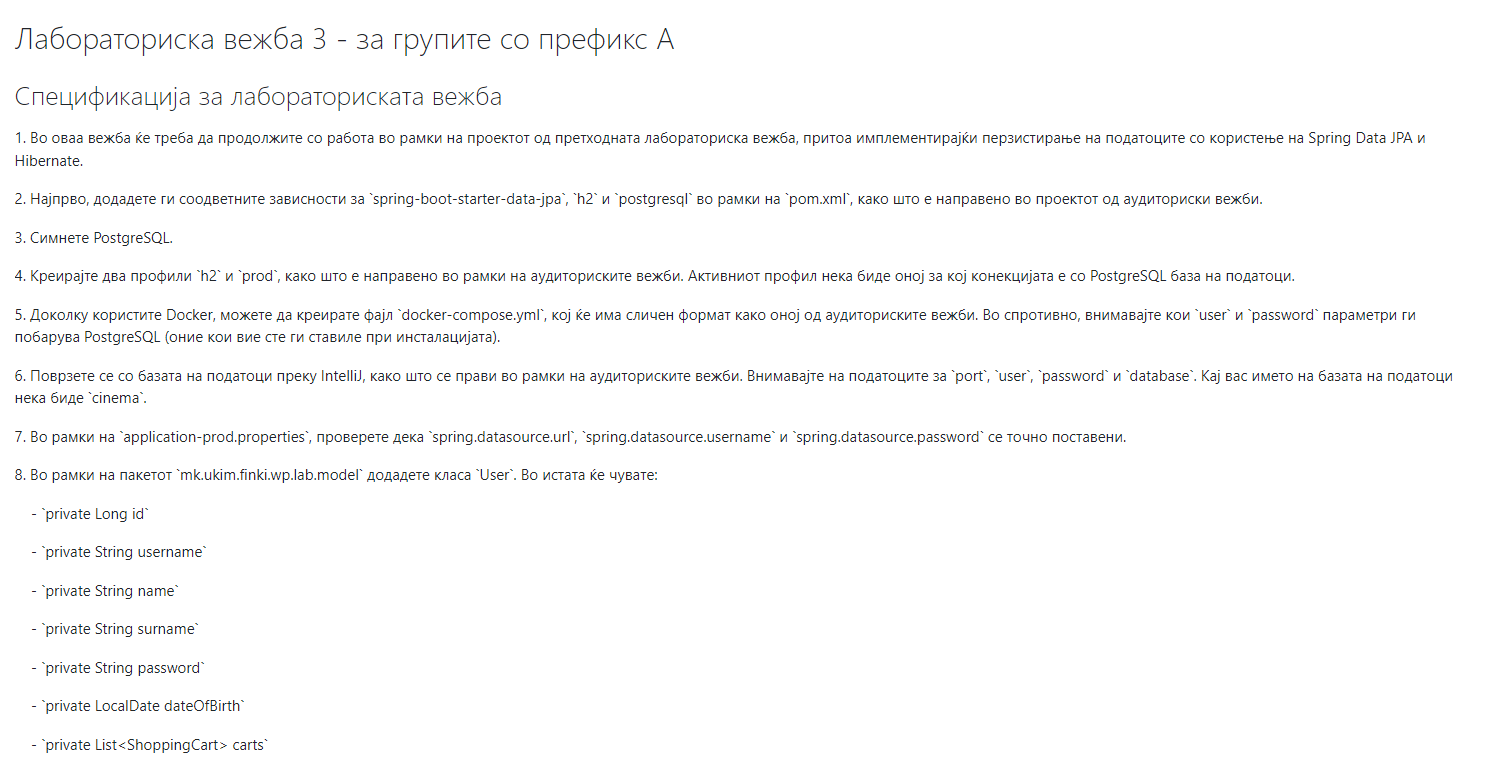 Лабораториска вежба 3 - за групите со префикс А
Спецификација за лабораториската вежба
1. Во оваа вежба ќе треба да продолжите со работа во рамки на проектот од претходната лабораториска вежба, притоа имплементирајќи перзистирање на податоците со користење на Spring Data JPA и
Hibernate.
2. Најпрво, додадете ги соодветните зависности за `spring-boot-starter-data-jpa`, `h2` и `postgresql` во рамки на `pom.xml`, како што е направено во проектот од аудиториски вежби.
3. Симнете PostgreSQL.
4. Креирајте два профили `h2` и `prod`, како што е направено во рамки на аудиториските вежби. Активниот профил нека биде оној за кој конекцијата е со PostgreSQL база на податоци.
5. Доколку користите Docker, можете да креирате фајл `docker-compose.yml`, кој ќе има сличен формат како оној од аудиториските вежби. Во спротивно, внимавајте кои `user` и `password` параметри ги
побарува PostgreSQL (оние кои вие сте ги ставиле при инсталацијата).
6. Поврзете се со базата на податоци преку IntelliJ, како што се прави во рамки на аудиториските вежби. Внимавајте на податоците за `port`, `user`, `password` и `database`. Кај вас името на базата на податоци
нека биде `cinema`.
7. Во рамки на `application-prod.properties`, проверете дека `spring.datasource.url`, `spring.datasource.username` и `spring.datasource.password` се точно поставени.
8. Во рамки на пакетот `mk.ukim.finki.wp.lab.model` додадете класа `User`. Во истата ќе чувате:
- `private Long id`
- `private String username`
- `private String name`
- `private String surname`
- `private String password`
- `private LocalDate dateOfBirth`
- `private List<ShoppingCart> carts`